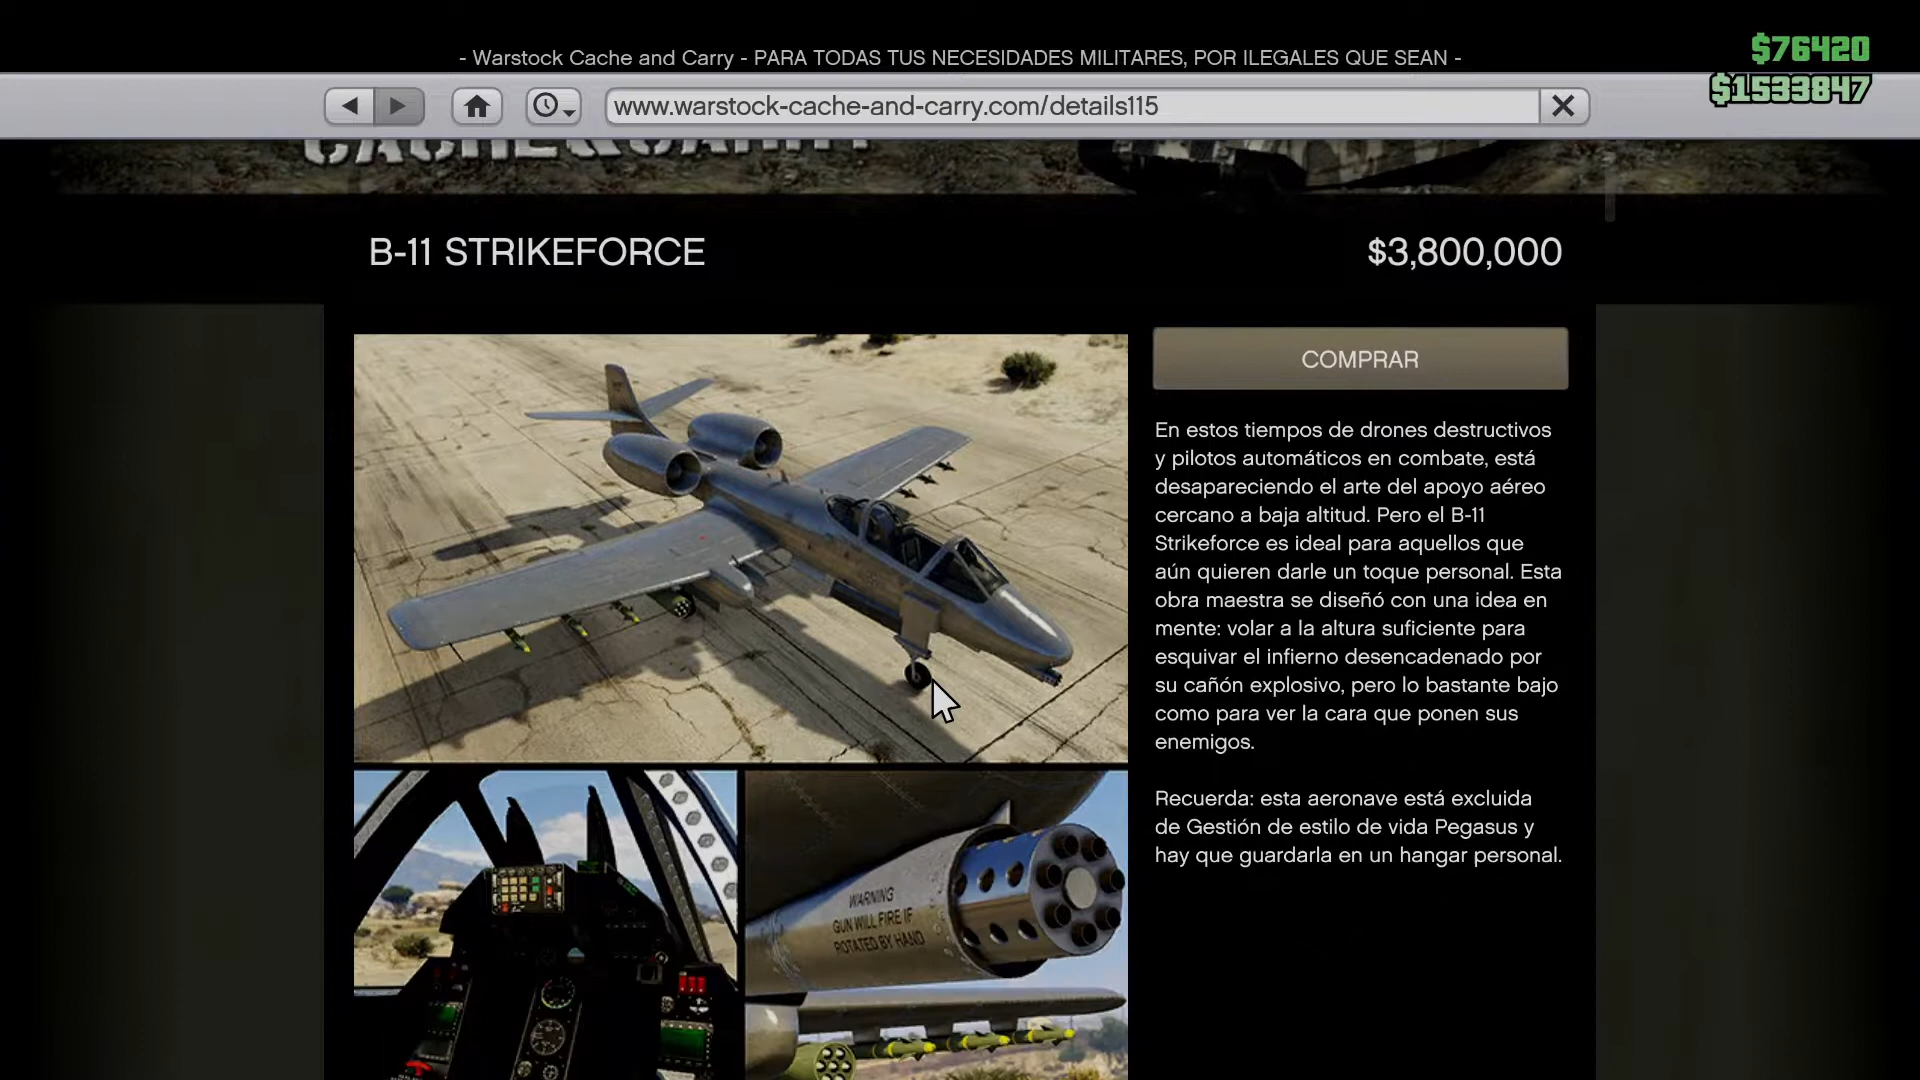 - Warstock Cache and Carry - PARA TODAS TUS NECESIDADES MILITARES, POR ILEGALES QUE SEAN -
$76420
$1533847
www.warstock-cache-and-carry.com/details115
CACHE & CARRY
B-11 STRIKEFORCE
$3,800,000
COMPRAR
En estos tiempos de drones destructivos
y pilotos automáticos en combate, está
desapareciendo el arte del apoyo aéreo
cercano a baja altitud. Pero el B-11
Strikeforce es ideal para aquellos que
aún quieren darle un toque personal. Esta
obra maestra se diseñó con una idea en
mente: volar a la altura suficiente para
esquivar el infierno desencadenado por
su cañón explosivo, pero lo bastante bajo
como para ver la cara que ponen sus
enemigos.
Recuerda: esta aeronave está excluida
de Gestión de estilo de vida Pegasus y
hay que guardarla en un hangar personal.
WARNING
GUN WILL FIRE IF
ROTATED BY HAND